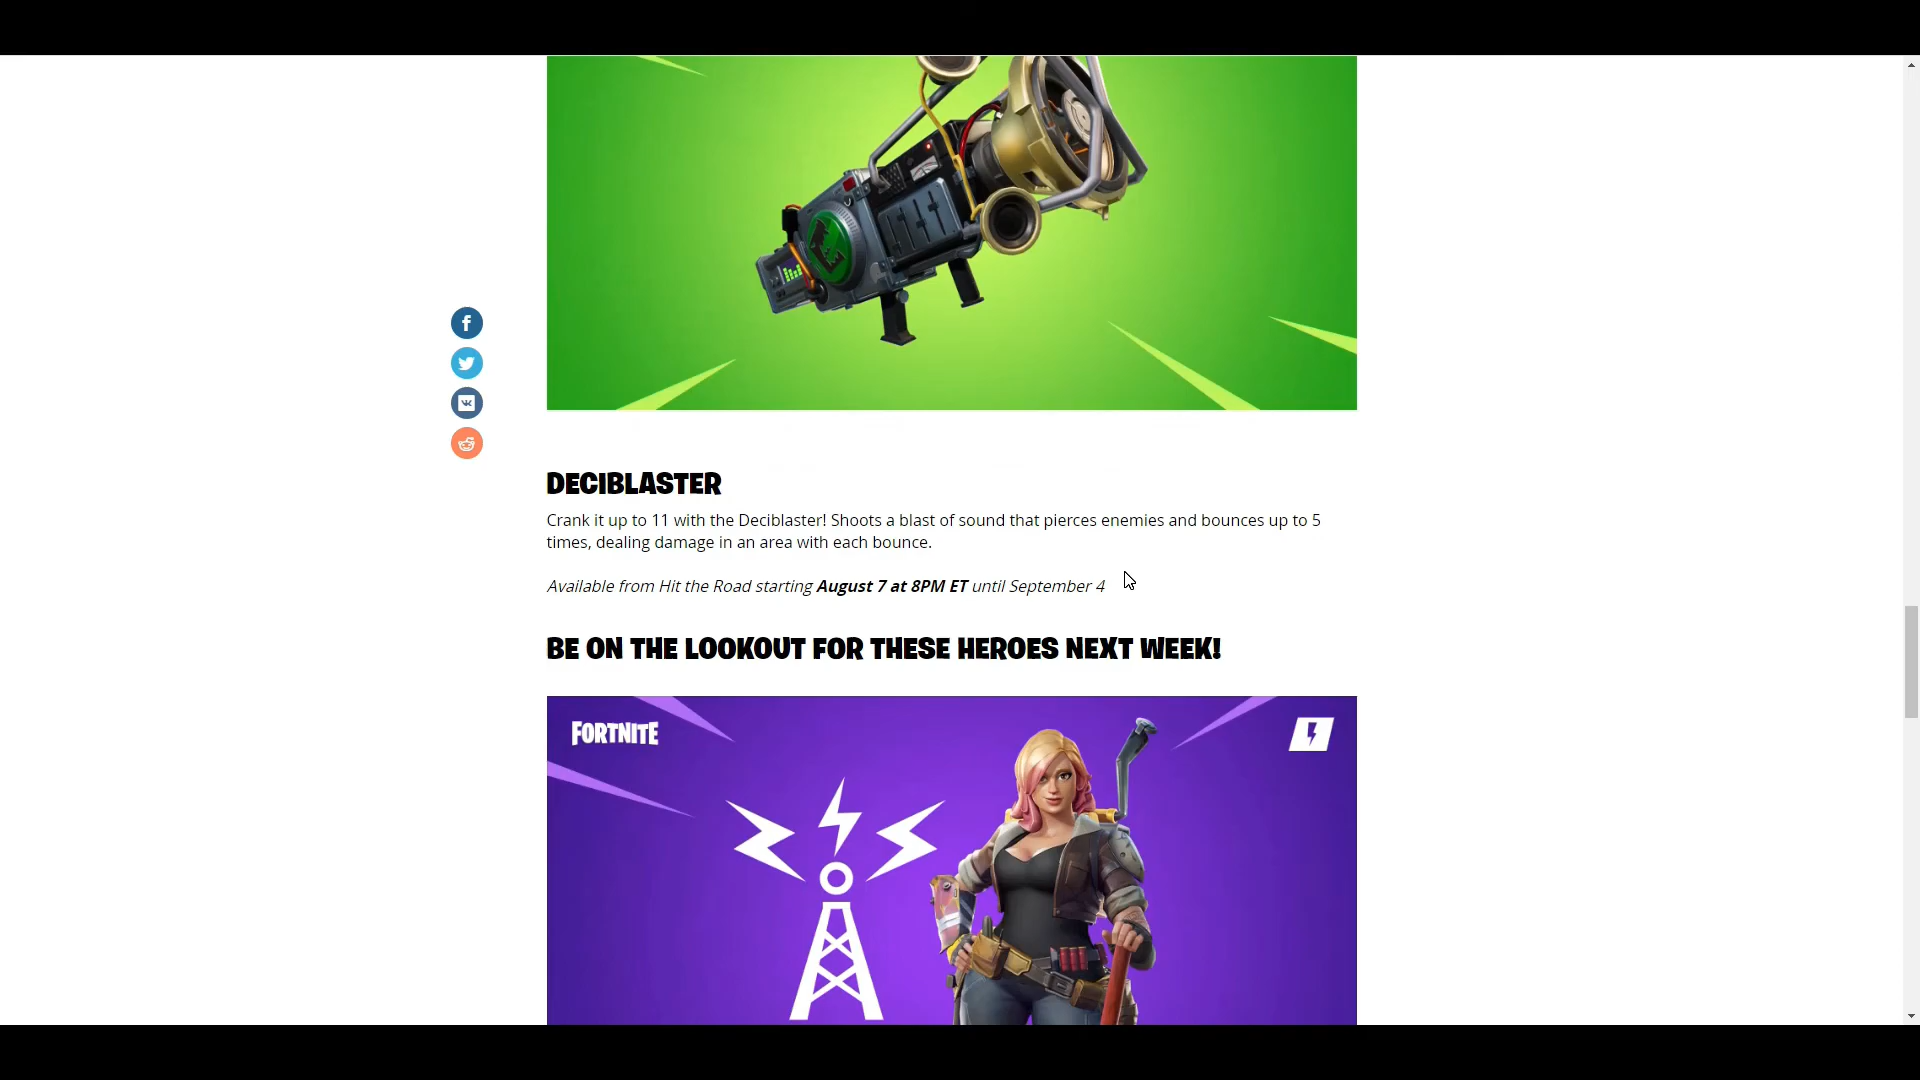 DECIBLASTER
Crank it up to 11 with the Deciblaster! Shoots a blast of sound that pierces enemies and bounces up to 5
times, dealing damage in an area with each bounce.
Available from Hit the Road starting August 7 at 8PM ET until September 4
BE ON THE LOOKOUT FOR THESE HEROES NEXT WEEK!
FORTNITE